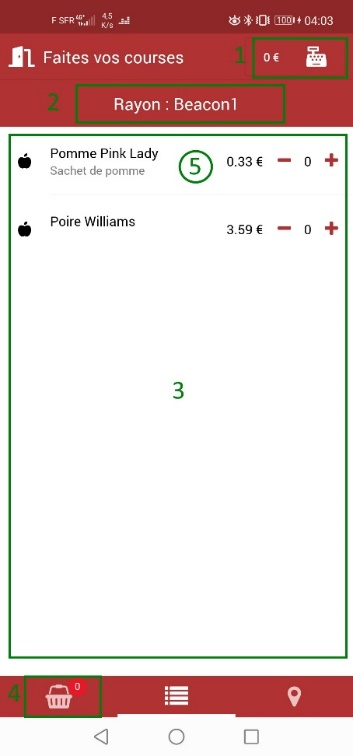 F SFR 4G+ 4,5 K/s 100 04:03
Faites vos courses 1 0 €
2 Rayon : Beacon1
Pomme Pink Lady 5 0.33 € 0
Sachet de pomme
Poire Williams 3.59 € 0
3
4 0